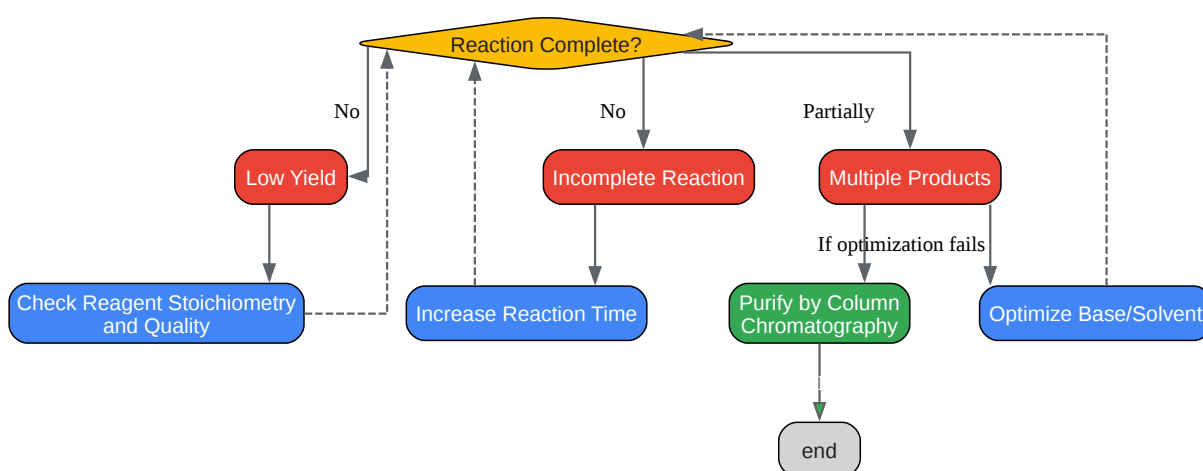 Reaction Complete?
No
No
Partially
Low Yield
Incomplete Reaction
Multiple Products
If optimization fails
Check Reagent Stoichiometry
and Quality
Increase Reaction Time
Purify by Column
Chromatography
Optimize Base/Solvent
end